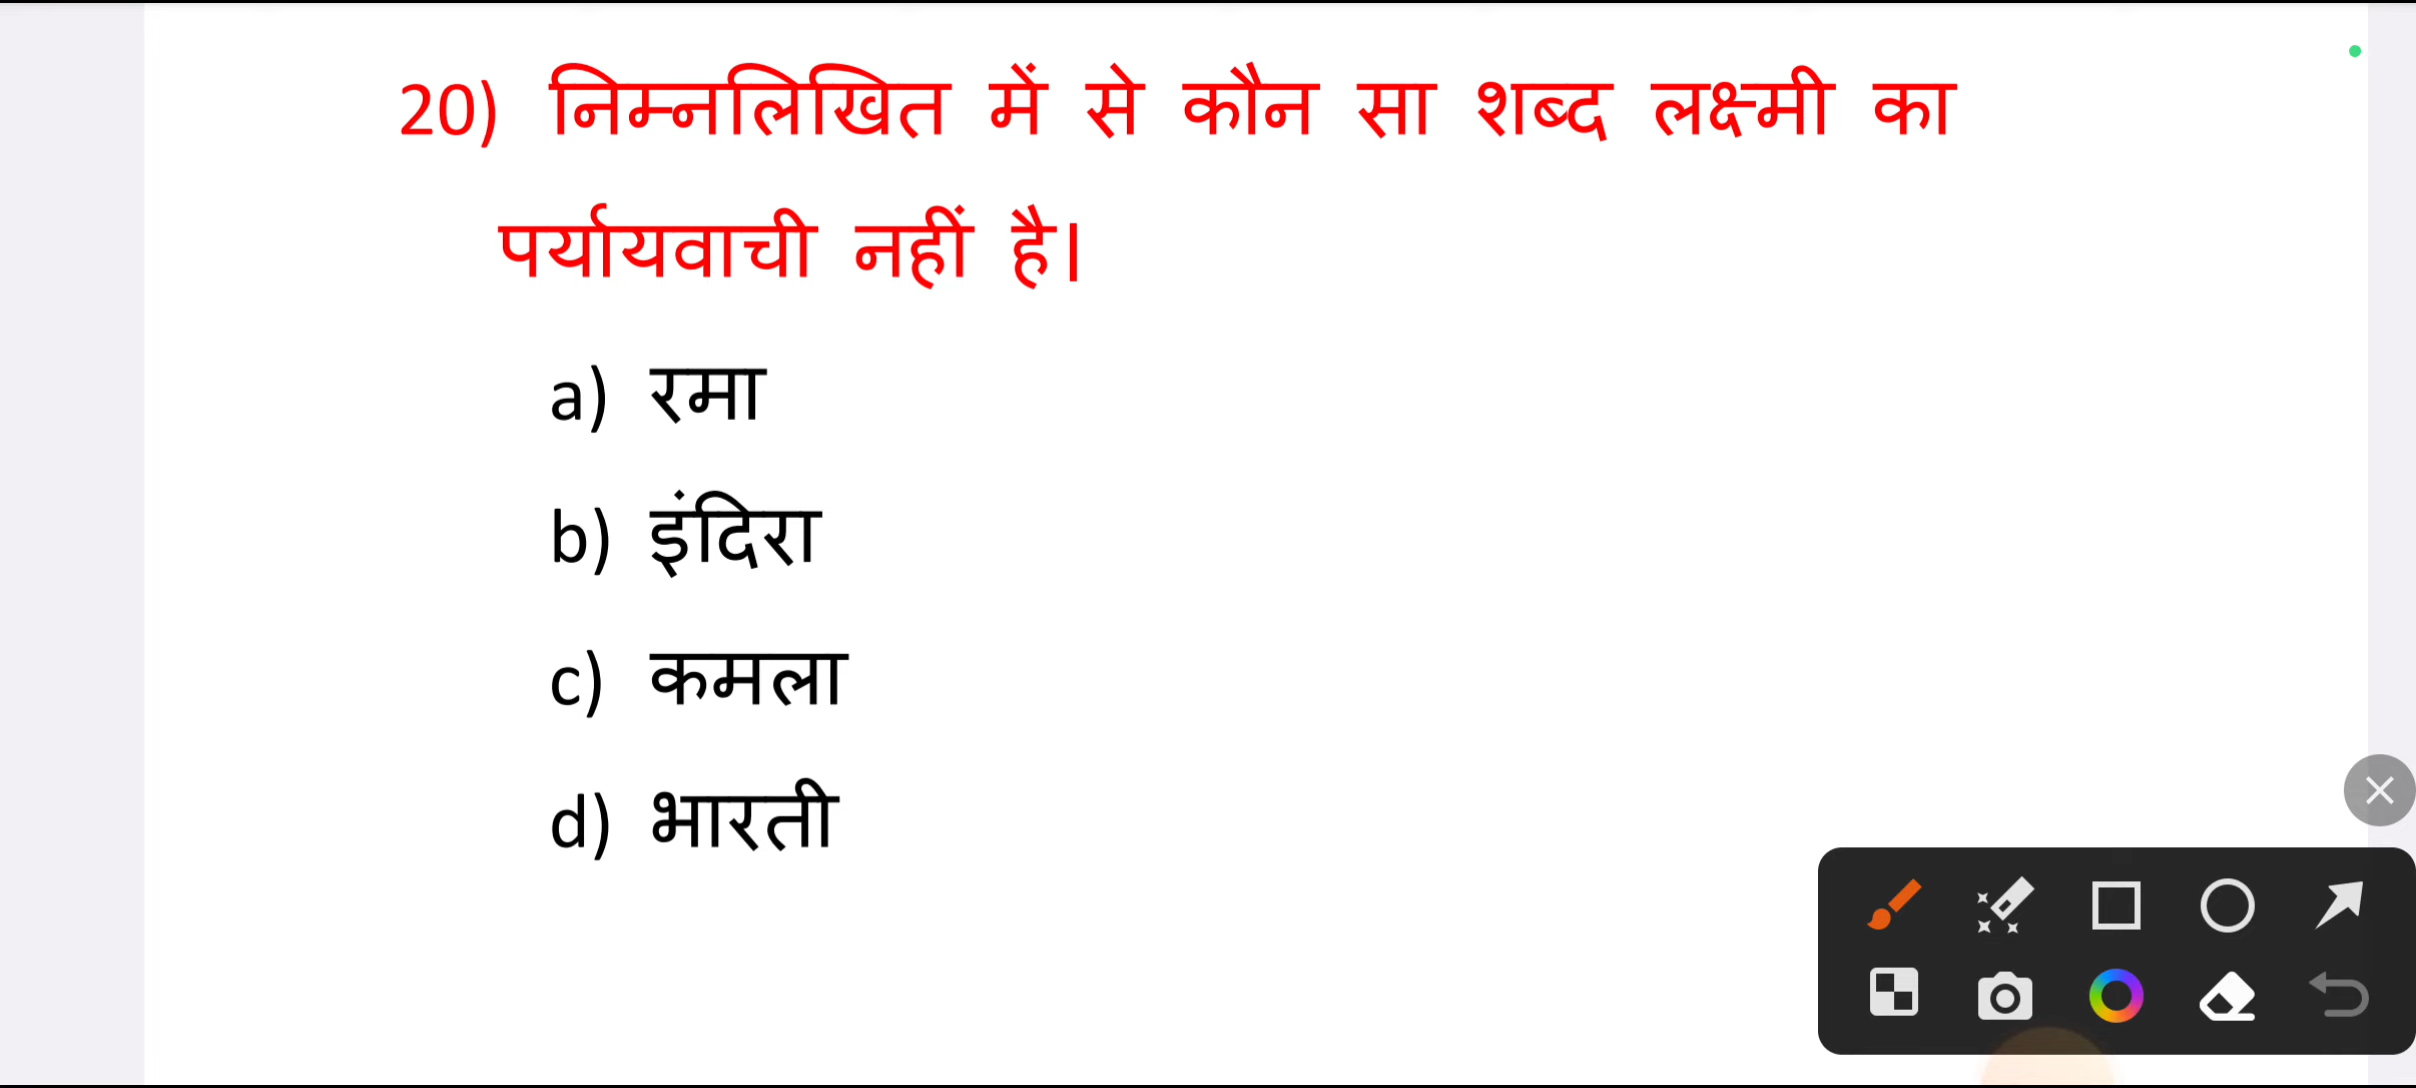 20) निम्नलिखित में से कौन सा शब्द लक्ष्मी का
पर्यायवाची नहीं है।
a) रमा
b) इंदिरा
c) कमला
d) भारती